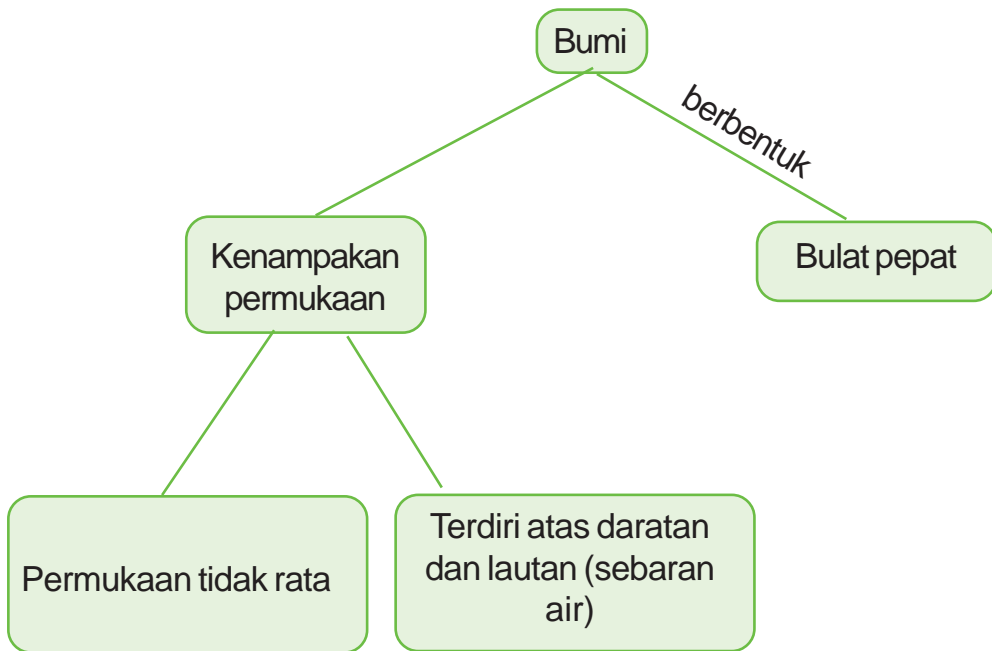 Bumi
berbentuk
Kenampakan
permukaan
Bulat pepat
Permukaan tidak rata
Terdiri atas daratan
dan lautan (sebaran
air)